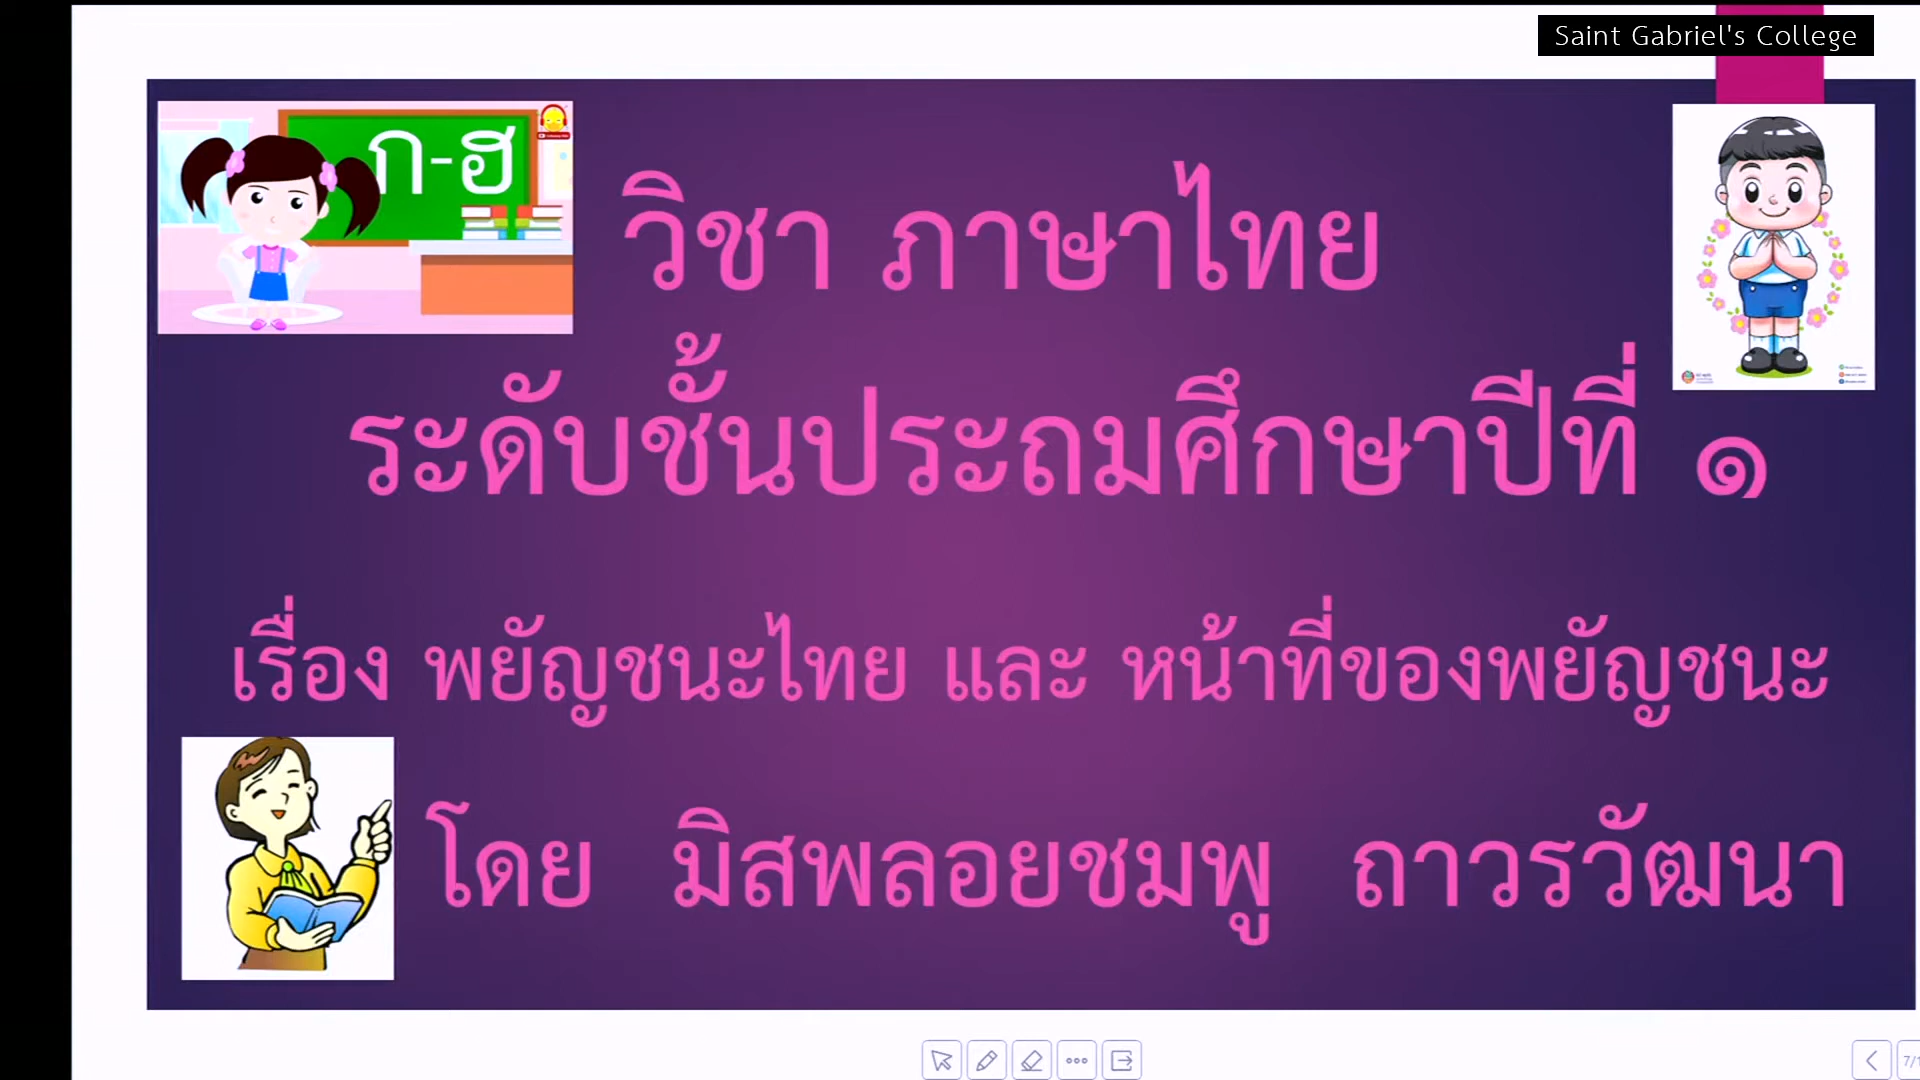 Saint Gabriel's College
ก-ฮ
วิชา ภาษาไทย
ระดับชั้นประถมศึกษาปีที่ ๑
เรื่อง พยัญชนะไทย และ หน้าที่ของพยัญชนะ
โดย มิสพลอยชมพู ถาวรวัฒนา